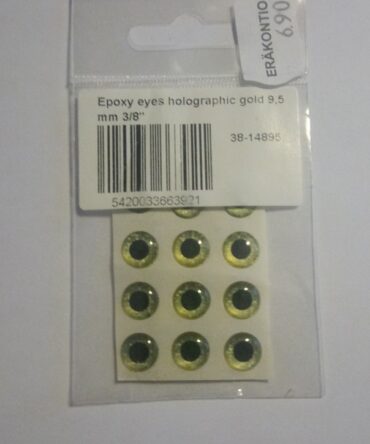 ERÄKONTIO
6,90
Epoxy eyes holographic gold 9,5
mm 3/8"
38-14895
5420033663921